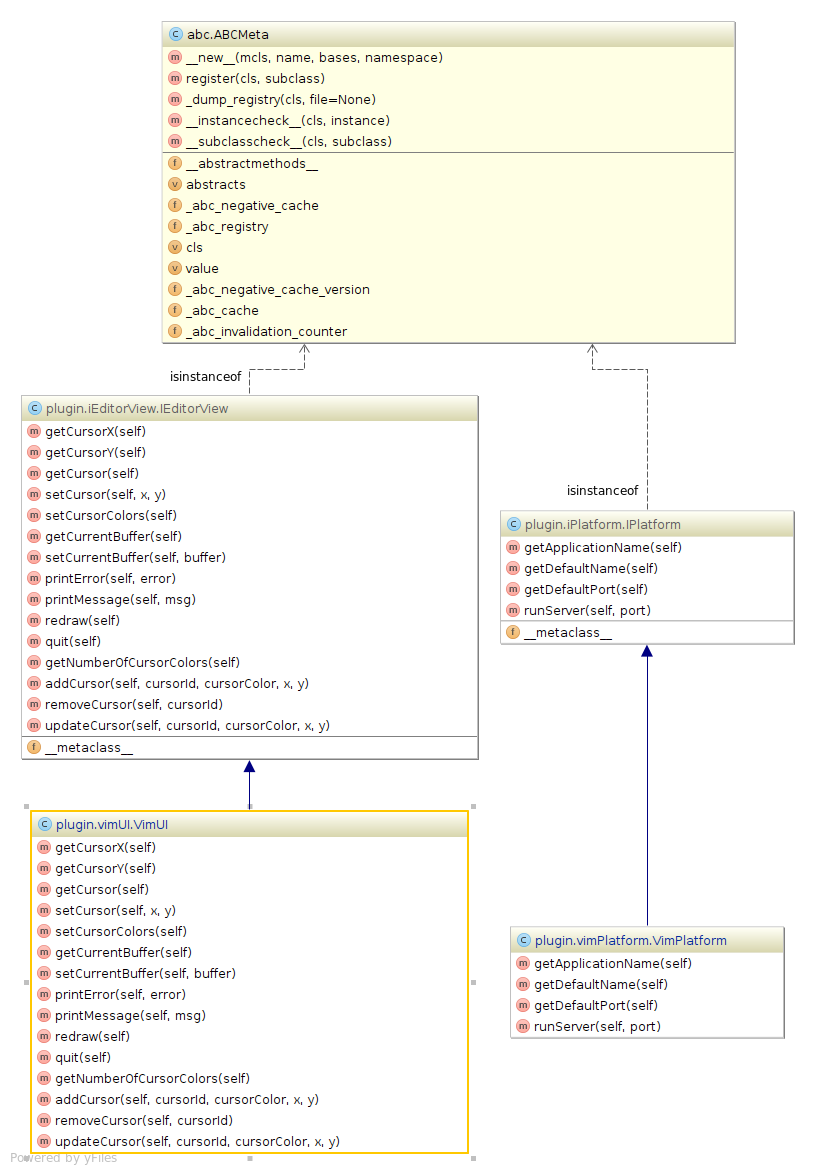 C abc.ABCMeta
m __new__(mcls, name, bases, namespace)
m register(cls, subclass)
m _dump_registry(cls, file=None)
m __instancecheck__(cls, instance)
m __subclasscheck__(cls, subclass)
f __abstractmethods__
v abstracts
f _abc_negative_cache
f _abc_registry
v cls
v value
f _abc_negative_cache_version
f _abc_cache
f _abc_invalidation_counter
isinstanceof
C plugin.iEditorView.IEditorView
m getCursorX(self)
m getCursorY(self)
m getCursor(self)
m setCursor(self, x, y)
m setCursorColors(self)
m getCurrentBuffer(self)
m setCurrentBuffer(self, buffer)
m printError(self, error)
m printMessage(self, msg)
m redraw(self)
m quit(self)
m getNumberOfCursorColors(self)
m addCursor(self, cursorId, cursorColor, x, y)
m removeCursor(self, cursorId)
m updateCursor(self, cursorId, cursorColor, x, y)
f __metaclass__
isinstanceof
C plugin.iPlatform.IPlatform
m getApplicationName(self)
m getDefaultName(self)
m getDefaultPort(self)
m runServer(self, port)
f __metaclass__
C plugin.vimUI.VimUI
m getCursorX(self)
m getCursorY(self)
m getCursor(self)
m setCursor(self, x, y)
m setCursorColors(self)
m getCurrentBuffer(self)
m setCurrentBuffer(self, buffer)
m printError(self, error)
m printMessage(self, msg)
m redraw(self)
m quit(self)
m getNumberOfCursorColors(self)
m addCursor(self, cursorId, cursorColor, x, y)
m removeCursor(self, cursorId)
m updateCursor(self, cursorId, cursorColor, x, y)
C plugin.vimPlatform.VimPlatform
m getApplicationName(self)
m getDefaultName(self)
m getDefaultPort(self)
m runServer(self, port)
Powered by yFiles